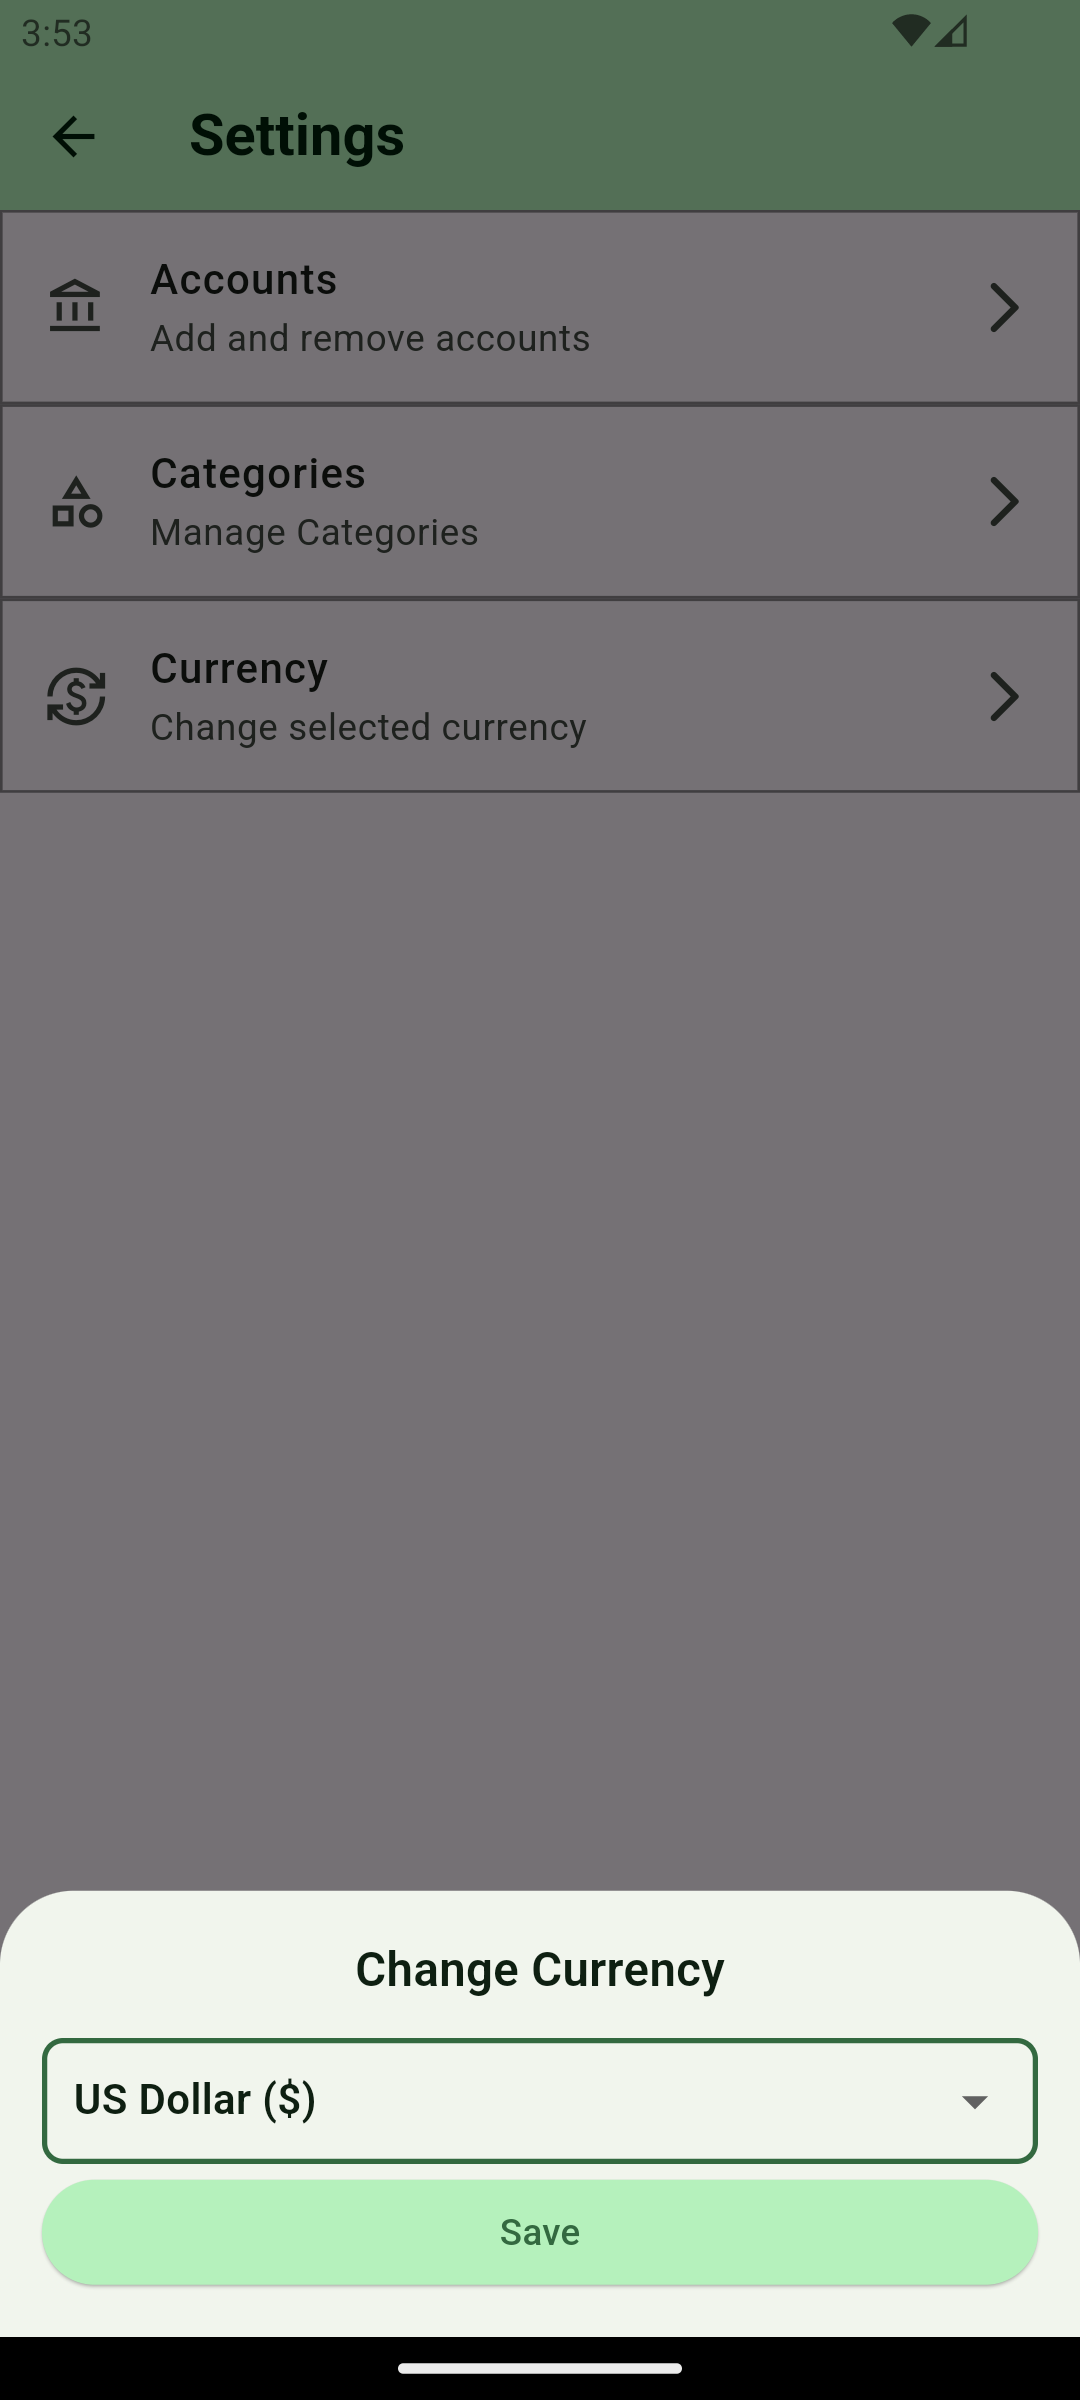 3:53
Settings
Accounts
Add and remove accounts
Categories
Manage Categories
Currency
Change selected currency
Change Currency
US Dollar ($)
Save